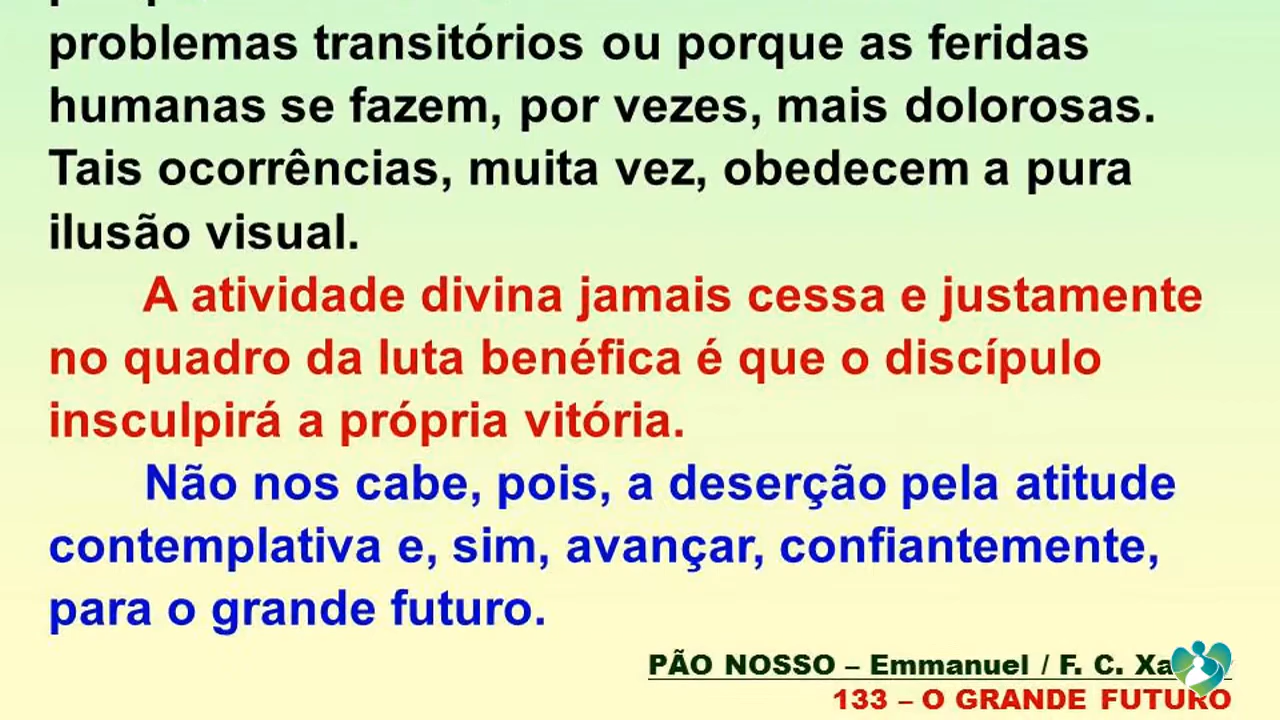 problemas transitórios ou porque as feridas
humanas se fazem, por vezes, mais dolorosas.
Tais ocorrências, muita vez, obedecem a pura
ilusão visual.
A atividade divina jamais cessa e justamente
no quadro da luta benéfica é que o discípulo
insculpirá a própria vitória.
Não nos cabe, pois, a deserção pela atitude
contemplativa e, sim, avançar, confiantemente,
para o grande futuro.
PÃO NOSSO – Emmanuel / F. C.
133 – O GRANDE FUTURO